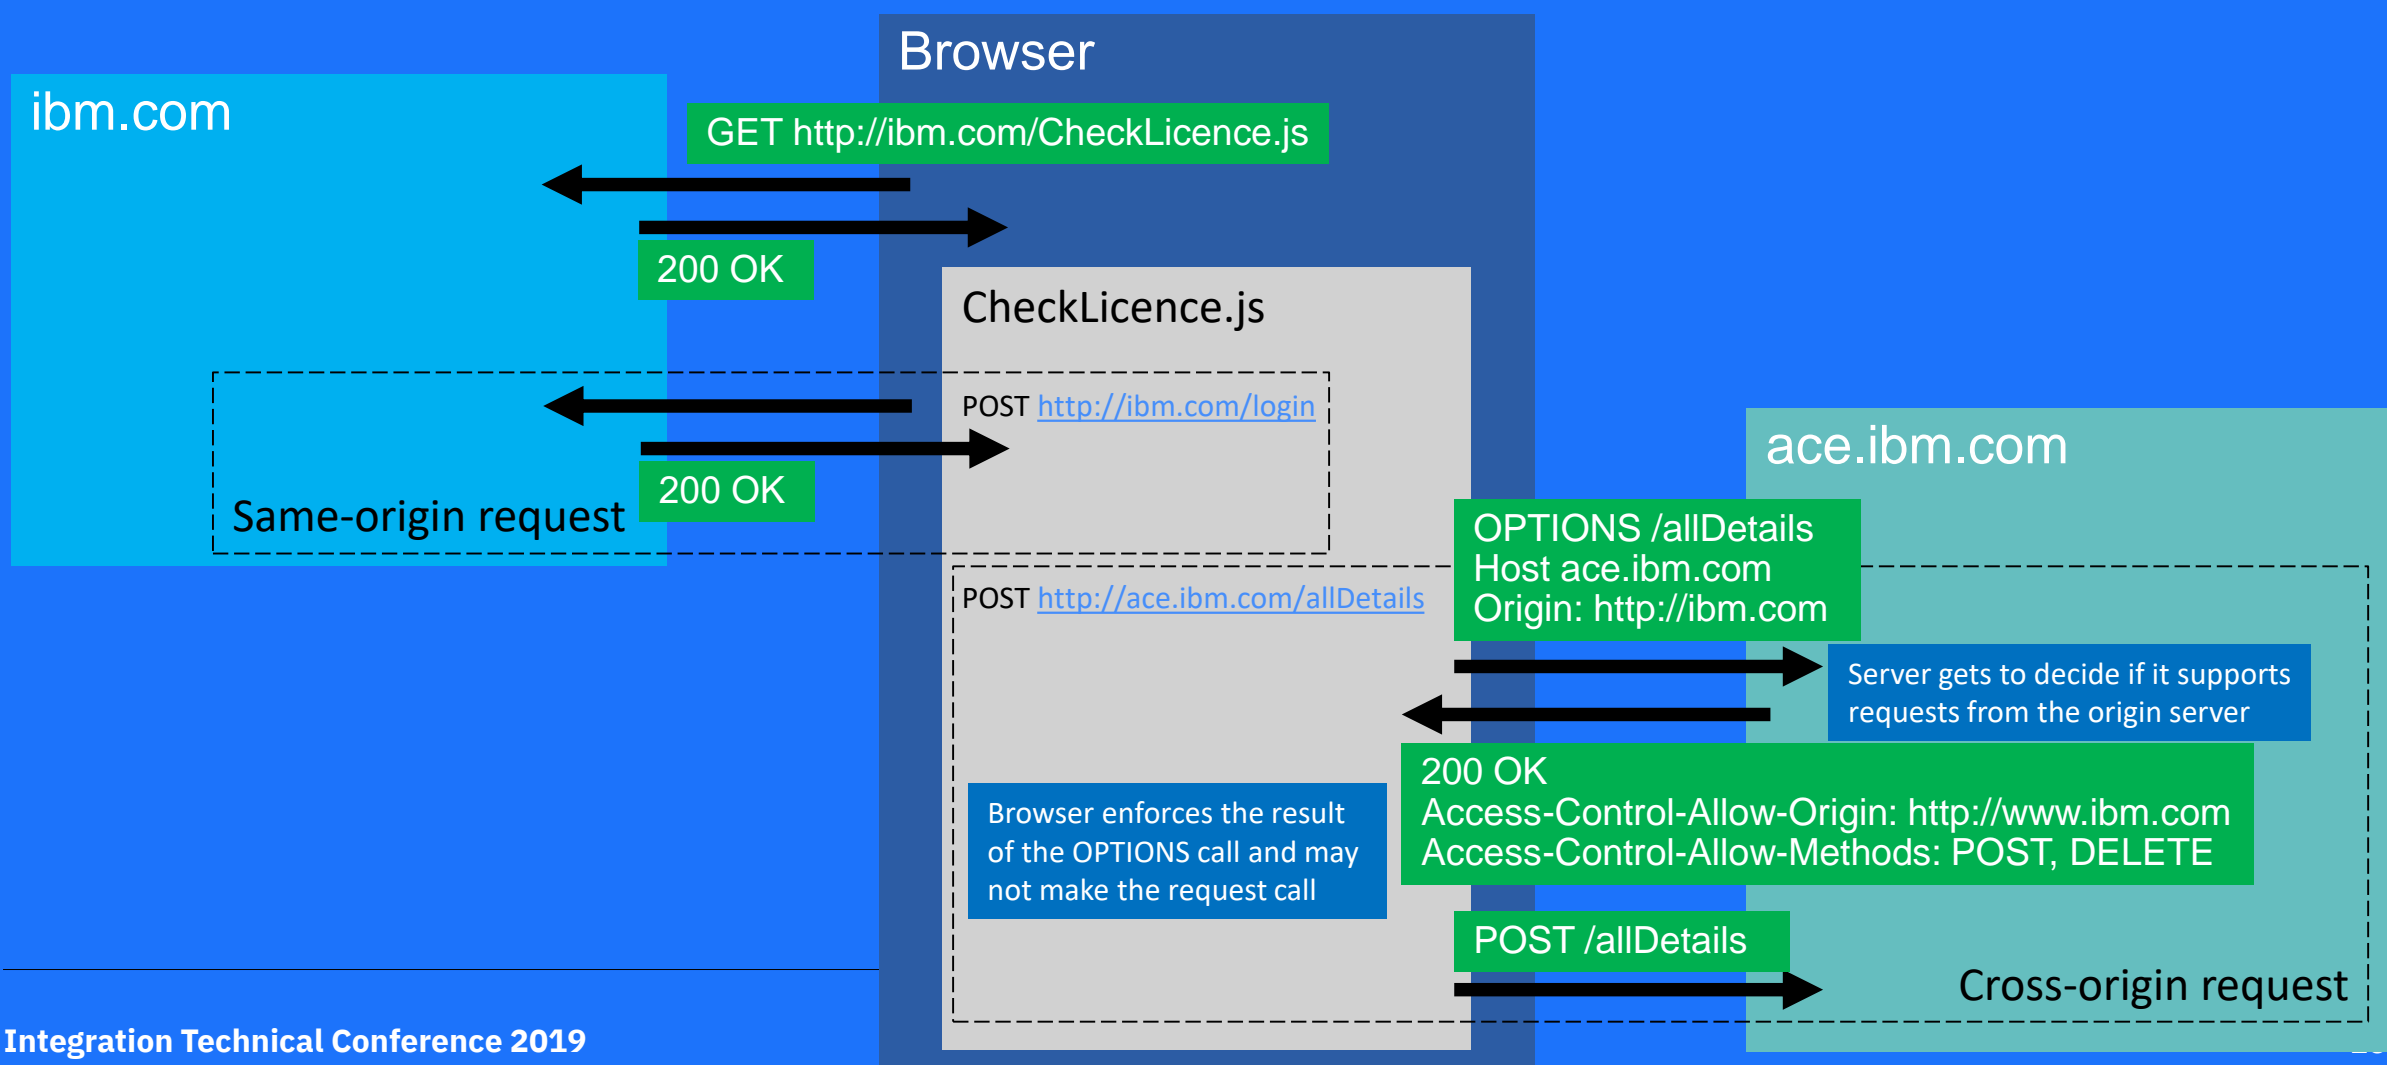 Browser
ibm.com
GET http://ibm.com/CheckLicence.js
200 OK
CheckLicence.js
POST http://ibm.com/login
200 OK
Same-origin request
ace.ibm.com
OPTIONS /allDetails
Host ace.ibm.com
Origin: http://ibm.com
POST http://ace.ibm.com/allDetails
Server gets to decide if it supports
requests from the origin server
200 OK
Access-Control-Allow-Origin: http://www.ibm.com
Access-Control-Allow-Methods: POST, DELETE
Browser enforces the result
of the OPTIONS call and may
not make the request call
POST /allDetails
Cross-origin request
Integration Technical Conference 2019